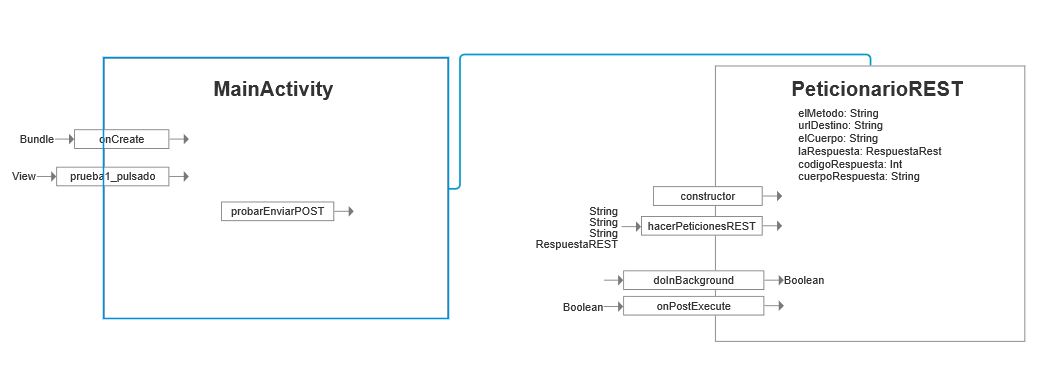 MainActivity
Bundle
onCreate
View
prueba1_pulsado
probarEnviarPOST
PeticionarioREST
elMetodo: String
urlDestino: String
elCuerpo: String
laRespuesta: RespuestaRest
codigoRespuesta: Int
cuerpoRespuesta: String
constructor
String
String
String
RespuestaREST
hacerPeticionesREST
doInBackground
Boolean
Boolean
onPostExecute